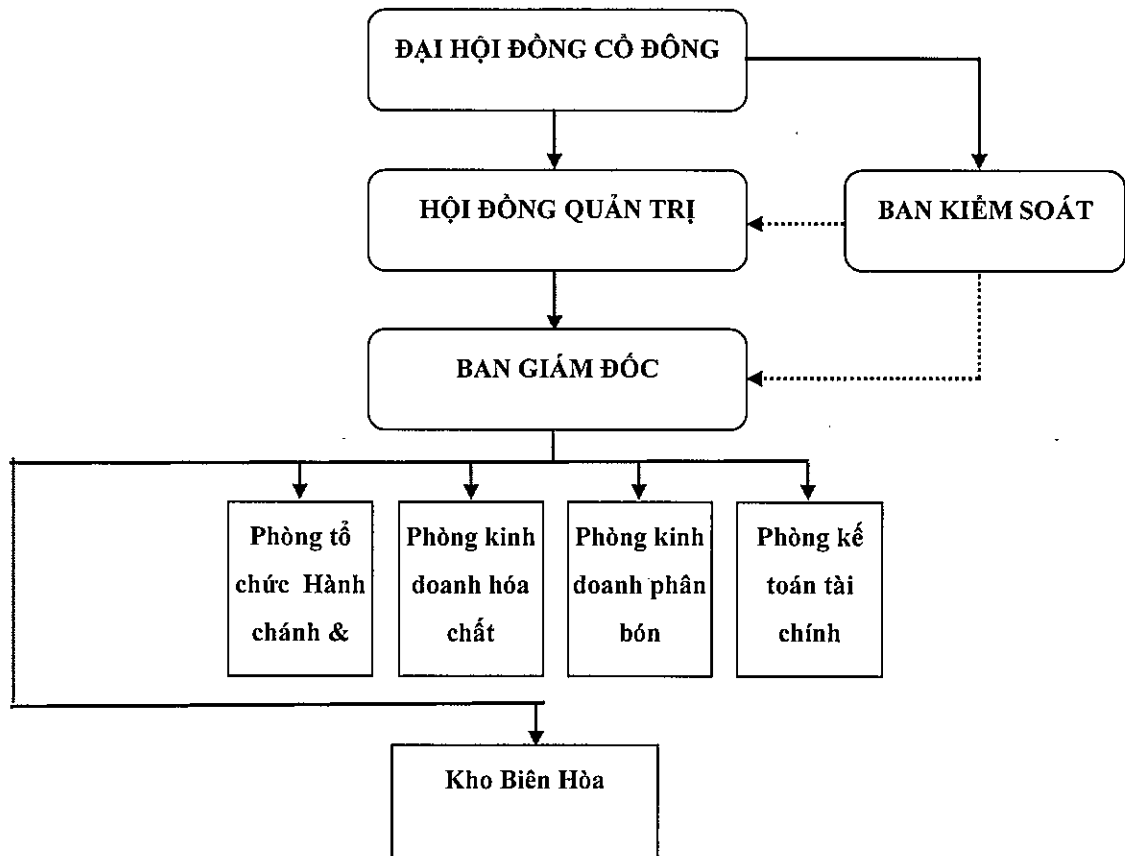 ĐẠI HỘI ĐỒNG CỔ ĐÔNG
HỘI ĐỒNG QUẢN TRỊ
BAN KIỂM SOÁT
BAN GIÁM ĐỐC
Phòng tổ
chức Hành
chánh &
Phòng kinh
doanh hóa
chất
Phòng kinh
doanh phân
bón
Phòng kế
toán tài
chính
Kho Biên Hòa